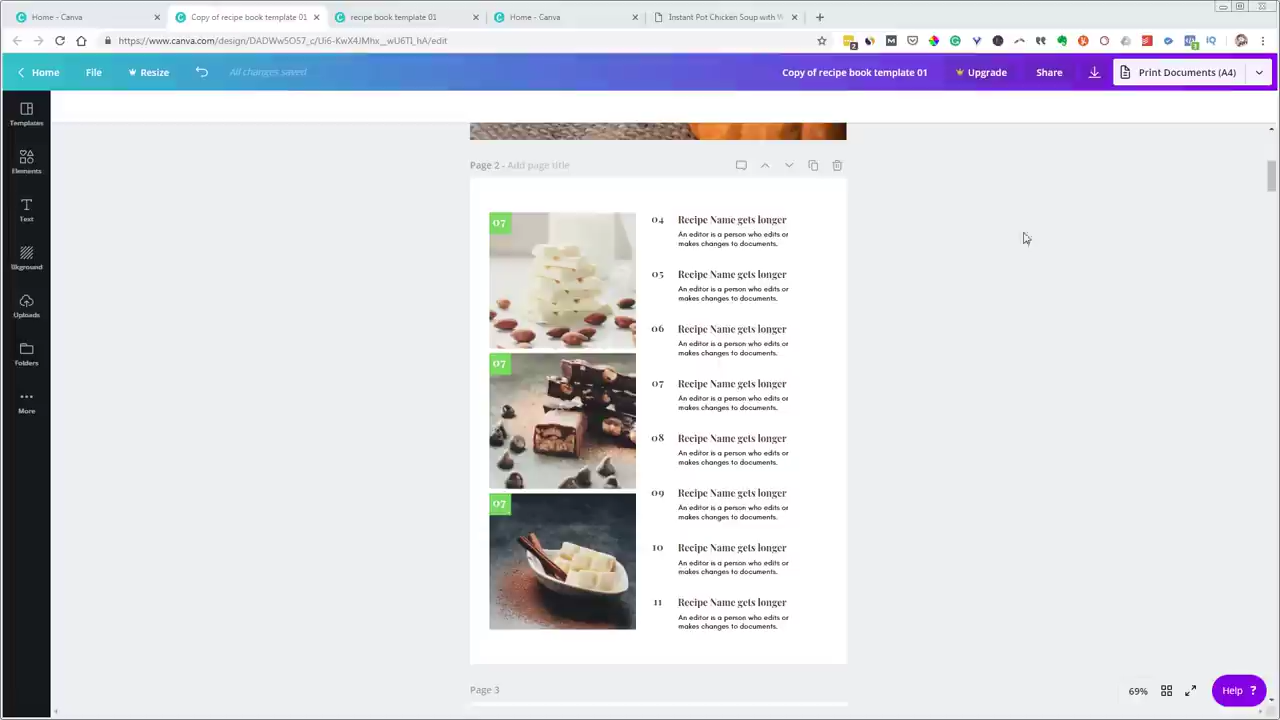 Home - Canva
Copy of recipe book template 01
recipe book template 01
Home - Canva
Instant Pot Chicken Soup with W
Home
File
Resize
All changes saved
Copy of recipe book template 01
Upgrade
Share
Print Documents (A4)
Templates
Elements
Text
Bkground
Uploads
Folders
More
Page 2 - Add page title
07
07
07
04 Recipe Name gets longer
An editor is a person who edits or
makes changes to documents.
05 Recipe Name gets longer
An editor is a person who edits or
makes changes to documents.
06 Recipe Name gets longer
An editor is a person who edits or
makes changes to documents.
07 Recipe Name gets longer
An editor is a person who edits or
makes changes to documents.
08 Recipe Name gets longer
An editor is a person who edits or
makes changes to documents.
09 Recipe Name gets longer
An editor is a person who edits or
makes changes to documents.
10 Recipe Name gets longer
An editor is a person who edits or
makes changes to documents.
11 Recipe Name gets longer
An editor is a person who edits or
makes changes to documents.
Page 3
69%
Help ?